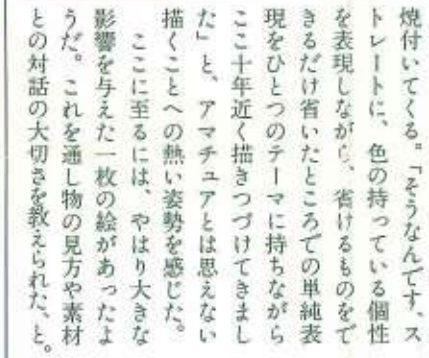 焼付いてくる。「そうなんです、ス
トレートに、色の持っている個性
を表現しながら、省けるものをで
きるだけ省いたところでの単純表
現をひとつのテーマに持ちながら
ここ十年近く描きつづけてきまし
た」と、アマチュアとは思えない
描くことへの熱い姿勢を感じた。
ここに至るには、やはり大きな
影響を与えた一枚の絵があったよ
うだ。これを通し物の見方や素材
との対話の大切さを教えられた、と。